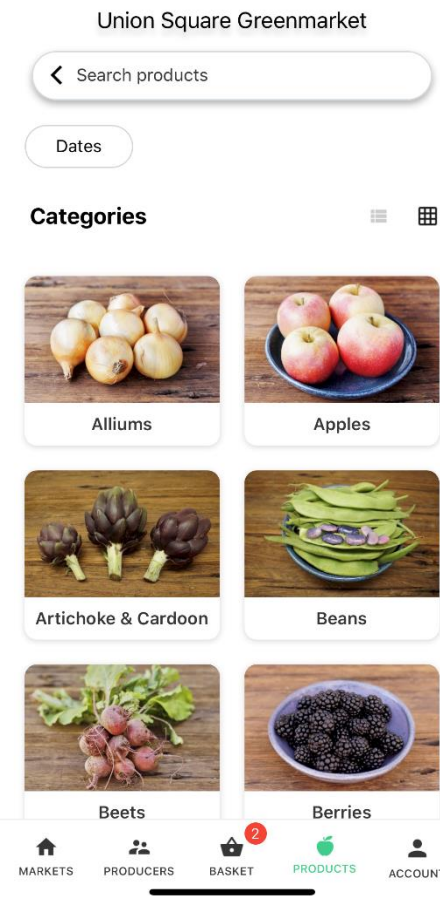 Union Square Greenmarket
Search products
Dates
Categories
Alliums
Apples
Artichoke & Cardoon
Beans
Beets
Berries
2
MARKETS
PRODUCERS
BASKET
PRODUCTS
ACCOUNT